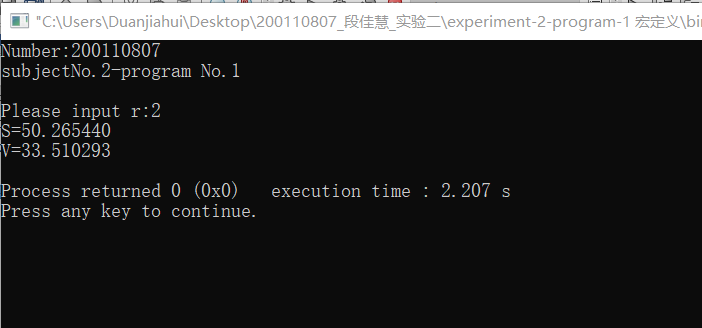 "C:\Users\Duanjiahui\Desktop\200110807_段佳慧_实验二\experiment-2-program-1 宏定义\bin
Number:200110807
subjectNo.2-program No.1
Please input r:2
S=50.265440
V=33.510293
Process returned 0 (0x0)   execution time : 2.207 s
Press any key to continue.